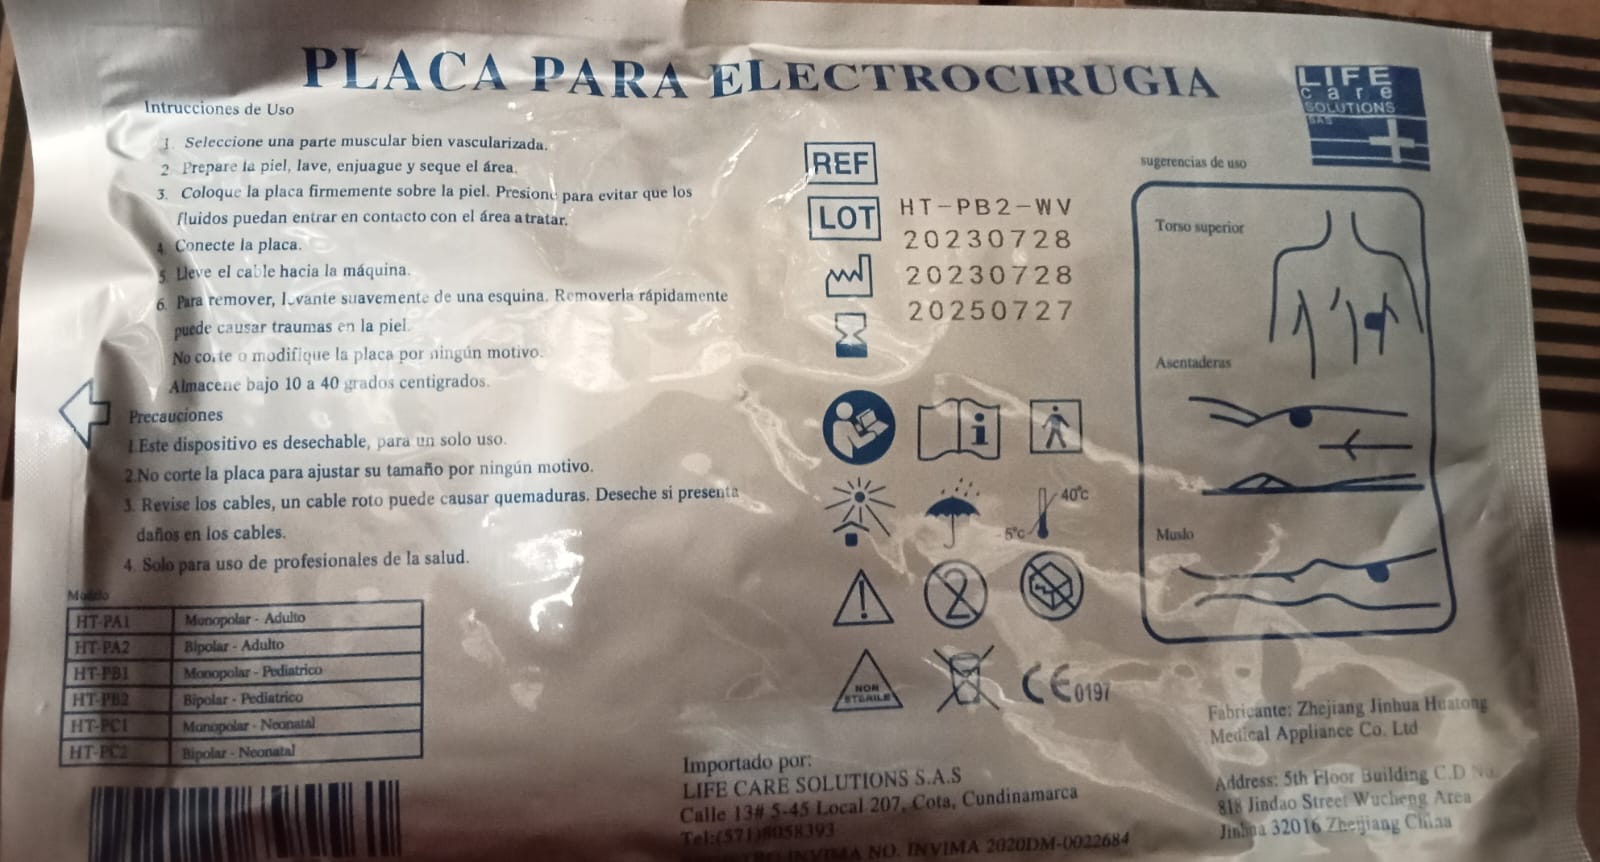 PLACA PARA ELECTROCIRUGIA
LIFE
care
SOLUTIONS
SAS
Intrucciones de Uso
1. Seleccione una parte muscular bien vascularizada.
2. Prepare la piel, lave, enjuague y seque el área.
3. Coloque la placa firmemente sobre la piel. Presione para evitar que los
fluidos puedan entrar en contacto con el área a tratar.
4. Conecte la placa.
5. Lleve el cable hacia la máquina.
6. Para remover, levante suavemente de una esquina. Removerla rápidamente
puede causar traumas en la piel.
No corte o modifique la placa por ningún motivo.
Almacene bajo 10 a 40 grados centigrados.
Precauciones
1.Este dispositivo es desechable, para un solo uso.
2.No corte la placa para ajustar su tamaño por ningún motivo.
3. Revise los cables, un cable roto puede causar quemaduras. Deseche si presenta
daños en los cables.
4. Solo para uso de profesionales de la salud.
Modelo
HT-PA1 Monopolar - Adulto
HT-PA2 Bipolar - Adulto
HT-PB1 Monopolar - Pediatrico
HT-PB2 Bipolar - Pediatrico
HT-PC1 Monopolar - Neonatal
HT-PC2 Bipolar - Neonatal
REF
LOT
HT-PB2-WV
20230728
20230728
20250727
i
40°c
5°c
2
NON
STERILE
CE0197
sugerencias de uso
Torso superior
Asentaderas
Muslo
Importado por:
LIFE CARE SOLUTIONS S.A.S
Calle 13# 5-45 Local 207, Cota, Cundinamarca
Tel:(571)8058393
INVIMA NO. INVIMA 2020DM-0022684
Fabricante: Zhejiang Jinhua Huatong
Medical Appliance Co. Ltd
Address: 5th Floor Building C.D No.
818 Jindao Street Wucheng Area
Jinhua 32016 Zhejiang China